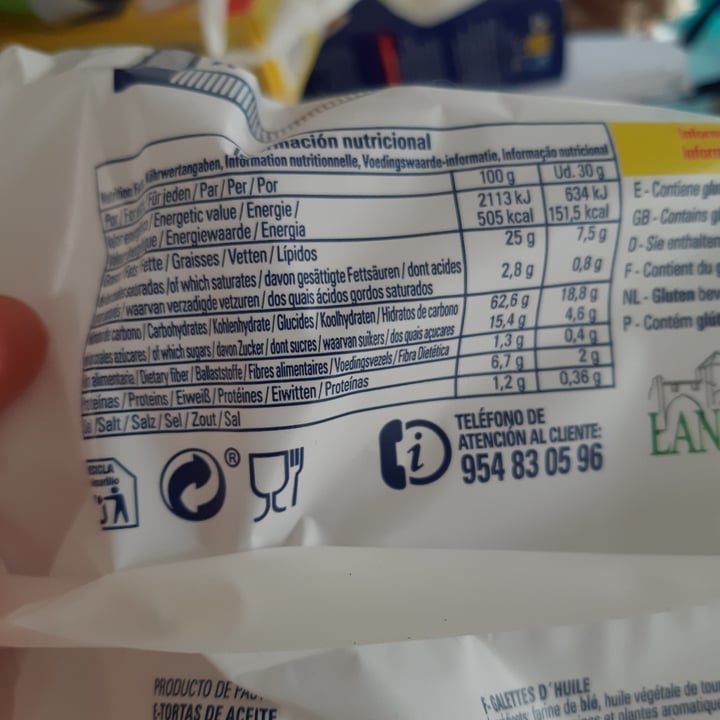 mación nutricional
Führwertangaben, Information nutritionnelle, Voedingswaarde-informatie, Informação nutricional
Für jeden / Par / Per / Por 100 g Ud. 30 g
/ Energetic value / Energie / 2113 kJ 634 kJ
/ Energiewaarde / Energia 505 kcal 151,5 kcal
/ Graisses / Vetten / Lípidos 25 g 7,5 g
/ of which saturates / davon gesättigte Fettsäuren / dont acides
/ waarvan verzadigde vetzuren / dos quais ácidos gordos saturados 2,8 g 0,8 g
de carbono / Carbohydrates / Kohlenhydrate / Glucides / Koolhydraten / Hidratos de carbono 62,6 g 18,8 g
azúcares / of which sugars / davon Zucker / dont sucres / waarvan suikers / dos quais açucares 15,4 g 4,6 g
alimentaria / Dietary fiber / Ballaststoffe / Fibres alimentaires / Voedingsvezels / Fibra Dietética 1,3 g 0,4 g
/ Proteins / Eiweiß / Protéines / Eiwitten / Proteínas 6,7 g 2 g
/ Salt / Salz / Sel / Zout / Sal 1,2 g 0,36 g
E - Contiene
GB - Contains
D - Sie enthalten
F - Contient du
NL - Gluten
P - Contém
TELÉFONO DE
ATENCIÓN AL CLIENTE:
954 83 05 96
i
®
PRODUCTO DE
E-TORTAS DE ACEITE
F-GALETTES D'HUILE
farine de blé, huile végétale de
et plantes